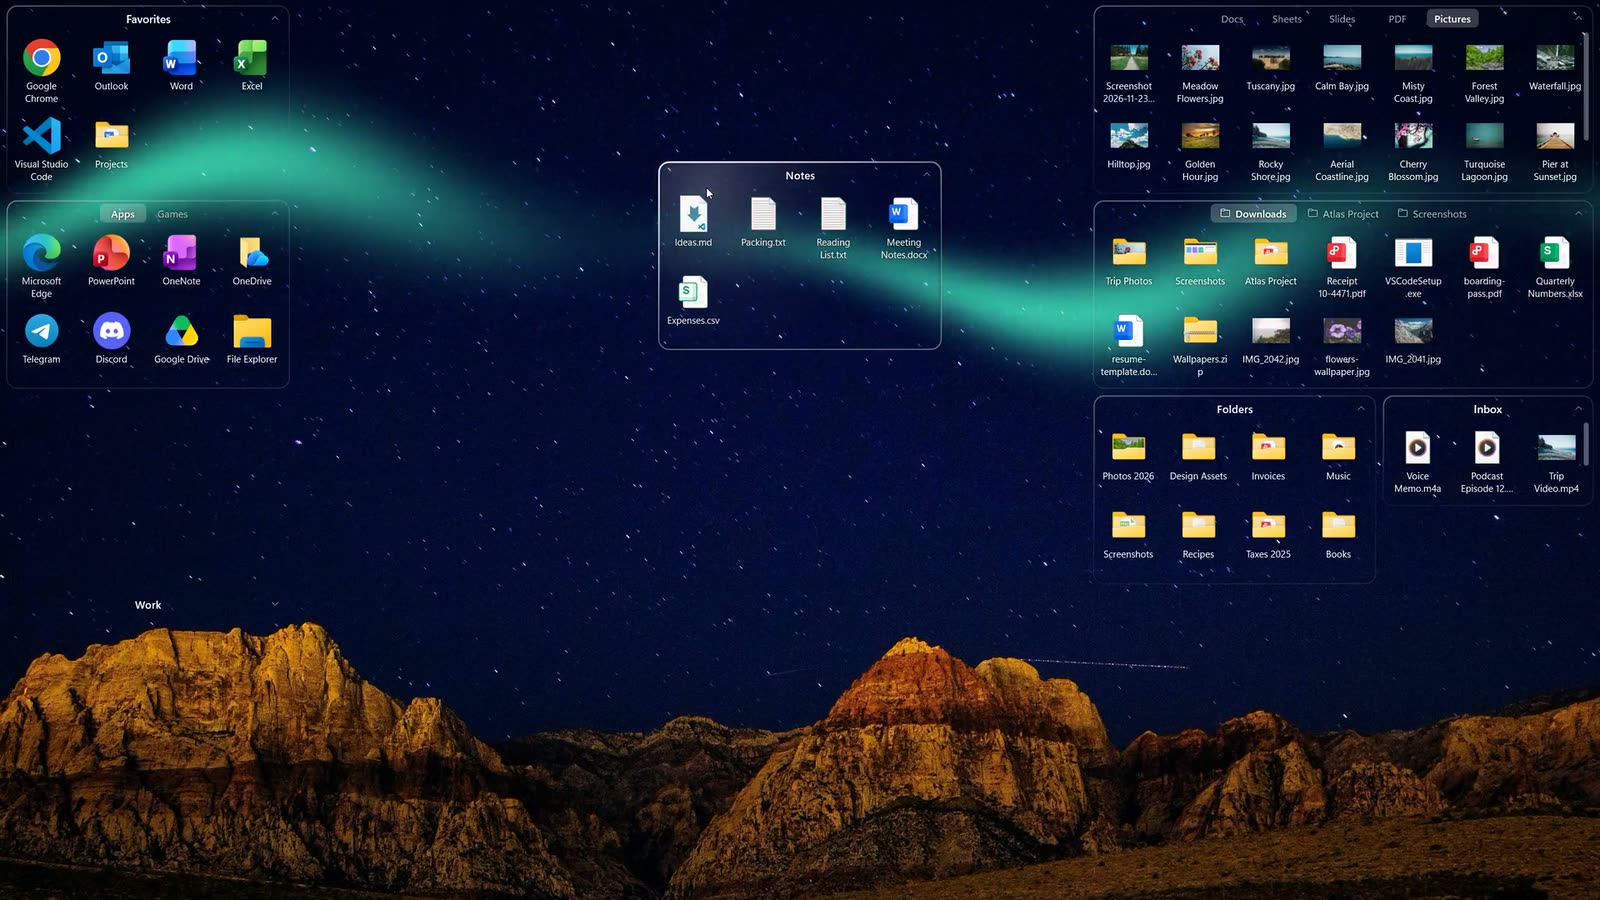 Favorites
Google
Chrome
Outlook
Word
Excel
Visual Studio
Code
Projects
Apps
Games
Microsoft
Edge
PowerPoint
OneNote
OneDrive
Telegram
Discord
Google Drive
File Explorer
Work
Notes
Ideas.md
Packing.txt
Reading
List.txt
Meeting
Notes.docx
Expenses.csv
Docs
Sheets
Slides
PDF
Pictures
Screenshot
2026-11-23...
Meadow
Flowers.jpg
Tuscany.jpg
Calm Bay.jpg
Misty
Coast.jpg
Forest
Valley.jpg
Waterfall.jpg
Hilltop.jpg
Golden
Hour.jpg
Rocky
Shore.jpg
Aerial
Coastline.jpg
Cherry
Blossom.jpg
Turquoise
Lagoon.jpg
Pier at
Sunset.jpg
Downloads
Atlas Project
Screenshots
Trip Photos
Screenshots
Atlas Project
Receipt
10-4471.pdf
VSCodeSetup
.exe
boarding-
pass.pdf
Quarterly
Numbers.xlsx
resume-
template.do...
Wallpapers.zi
p
IMG_2042.jpg
flowers-
wallpaper.jpg
IMG_2041.jpg
Folders
Photos 2026
Design Assets
Invoices
Music
Screenshots
Recipes
Taxes 2025
Books
Inbox
Voice
Memo.m4a
Podcast
Episode 12....
Trip
Video.mp4